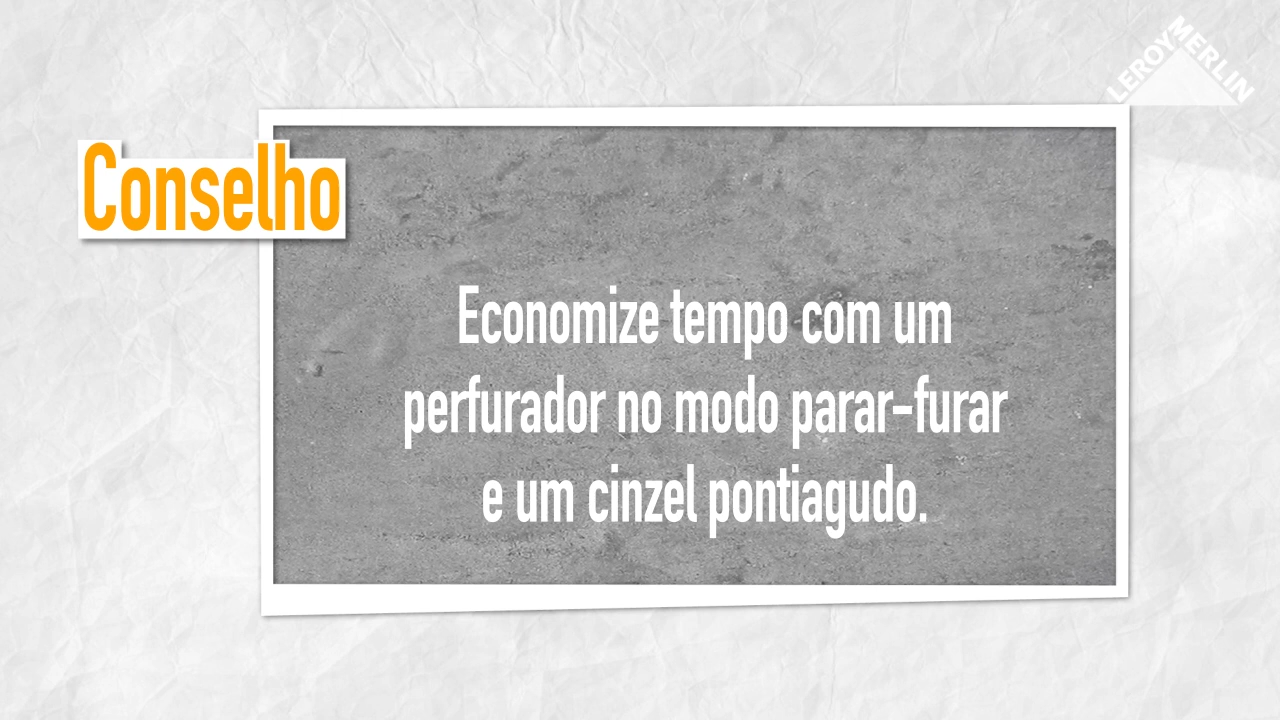 LEROY MERLIN
Conselho
Economize tempo com um
perfurador no modo parar-furar
e um cinzel pontiagudo.